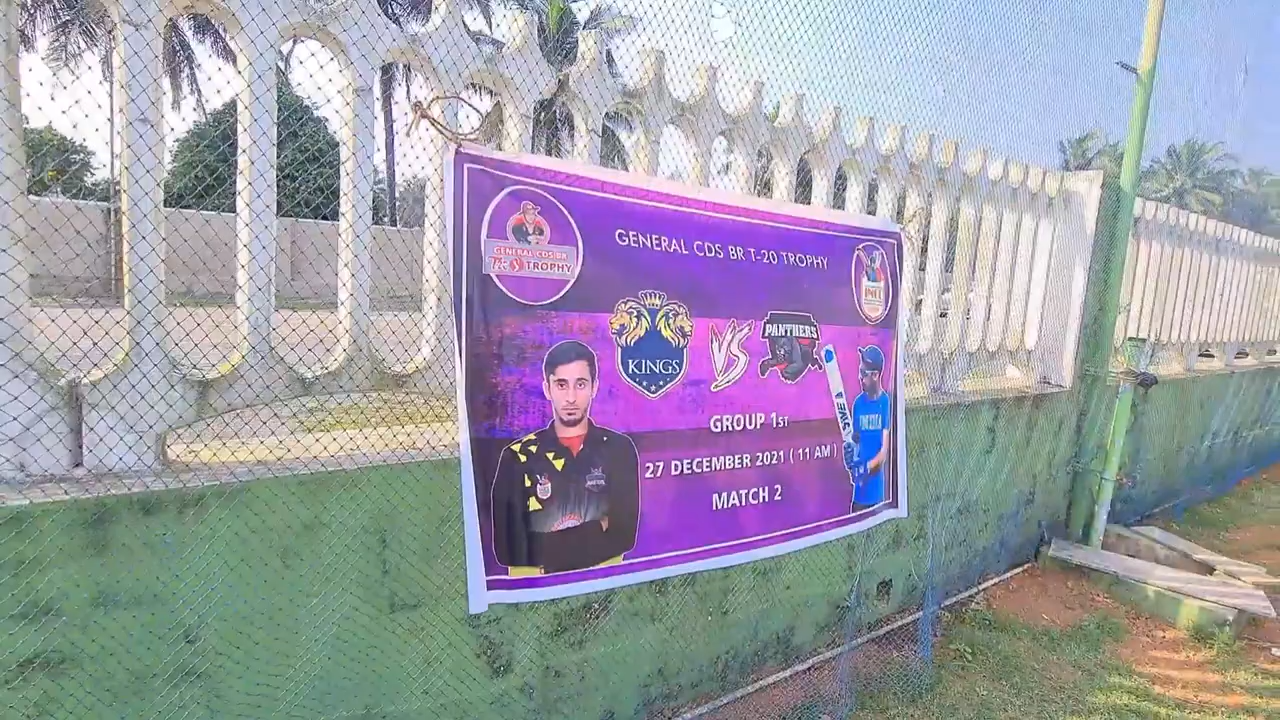 GENERAL CDS BR T-20 TROPHY
GENERAL CDS BR
T20 TROPHY
KINGS
VS
PANTHERS
GROUP 1ST
27 DECEMBER 2021 ( 11 AM )
MATCH 2